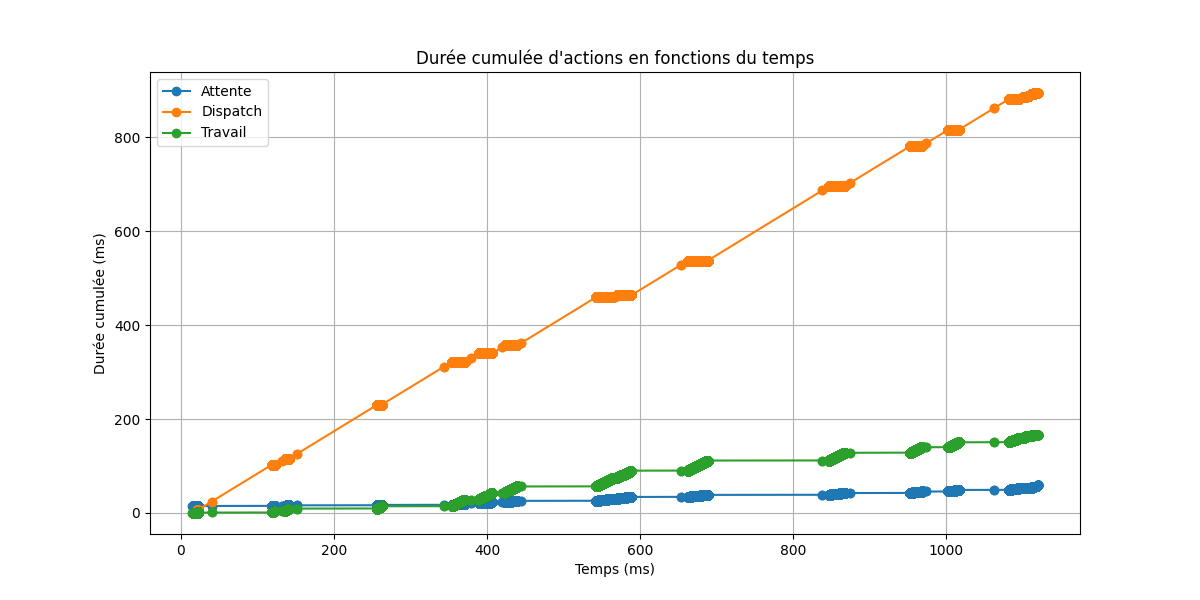 Durée cumulée d'actions en fonctions du temps
Attente
Dispatch
Travail
Durée cumulée (ms)
800
600
400
200
0
0 200 400 600 800 1000
Temps (ms)